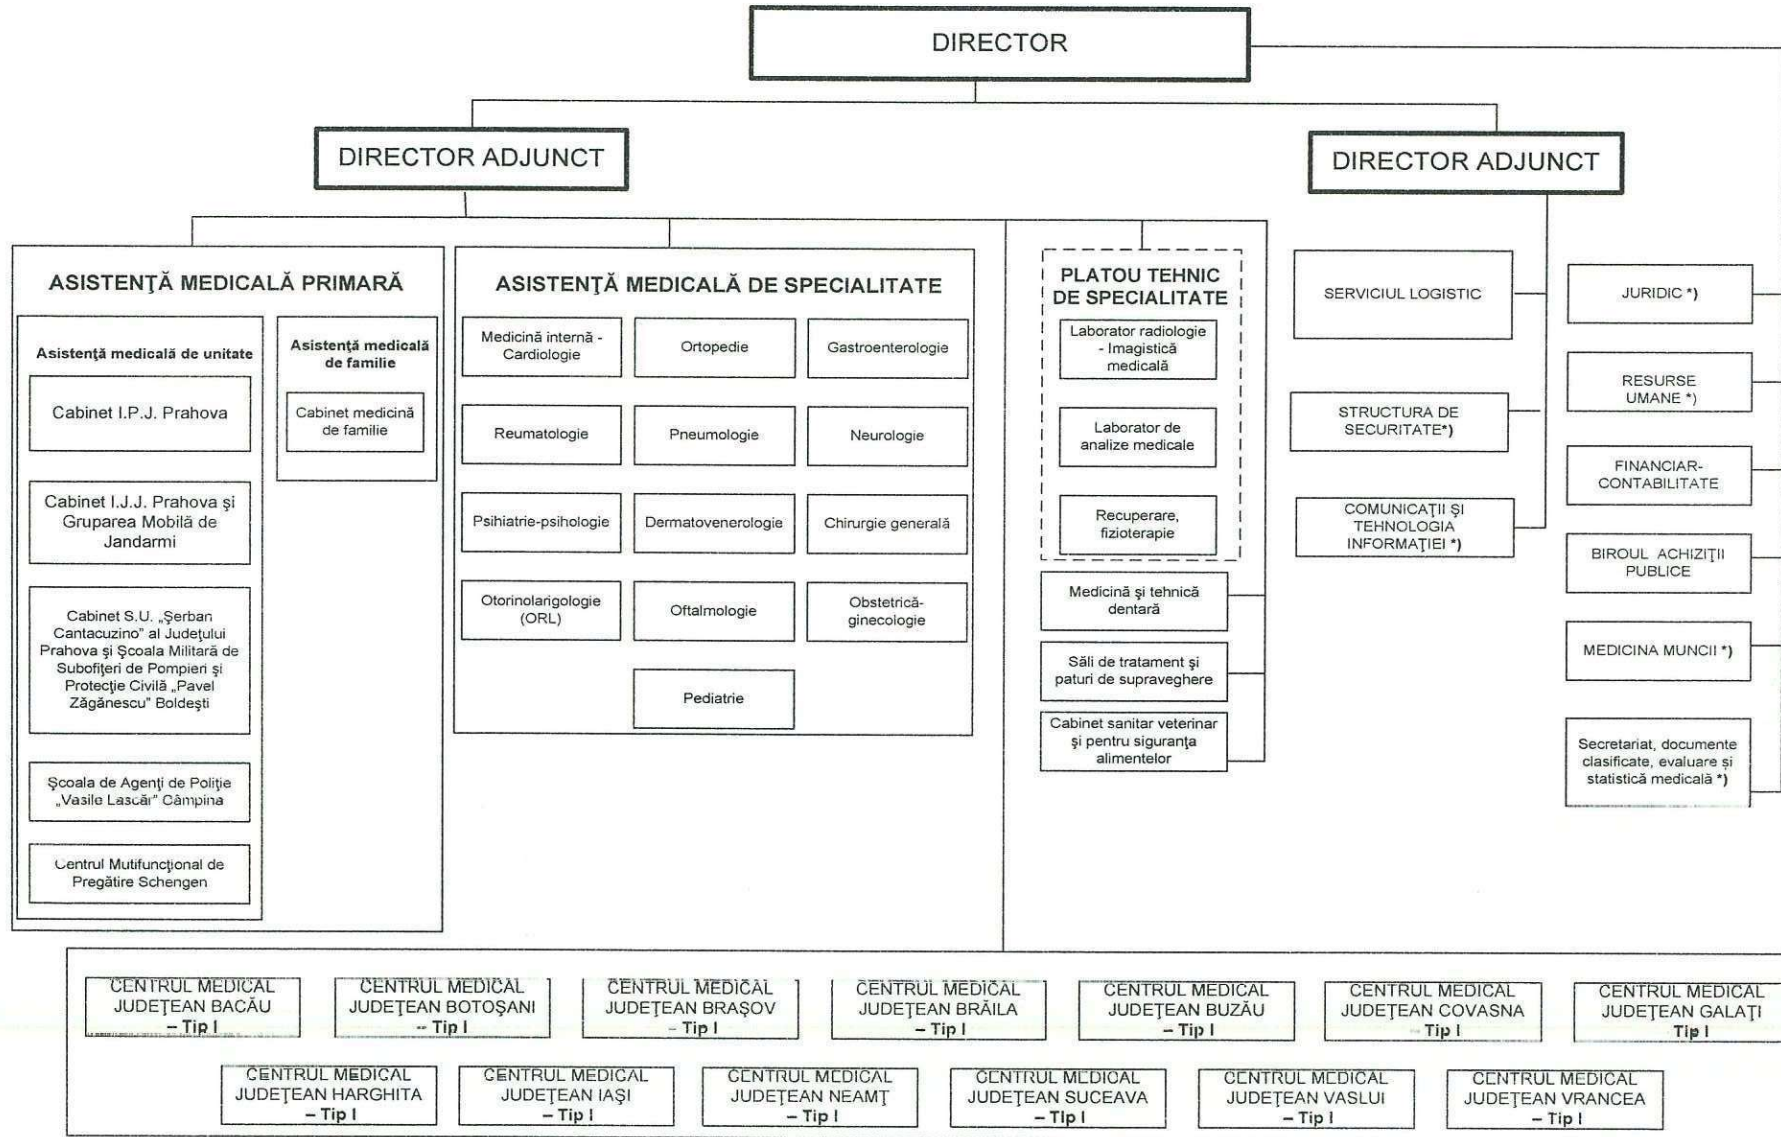 DIRECTOR
DIRECTOR ADJUNCT
DIRECTOR ADJUNCT
ASISTENŢĂ MEDICALĂ PRIMARĂ
Asistenţă medicală de unitate
Cabinet I.P.J. Prahova
Cabinet I.J.J. Prahova şi
Gruparea Mobilă de
Jandarmi
Cabinet S.U. „Şerban
Cantacuzino” al Judeţului
Prahova şi Şcoala Militară de
Subofiţeri de Pompieri şi
Protecţie Civilă „Pavel
Zăgănescu” Boldeşti
Şcoala de Agenţi de Poliţie
„Vasile Lascăr” Câmpina
Centrul Mutifuncţional de
Pregătire Schengen
Asistenţă medicală
de familie
Cabinet medicină
de familie
ASISTENŢĂ MEDICALĂ DE SPECIALITATE
Medicină internă -
Cardiologie
Ortopedie
Gastroenterologie
Reumatologie
Pneumologie
Neurologie
Psihiatrie-psihologie
Dermatovenerologie
Chirurgie generală
Otorinolarigologie
(ORL)
Oftalmologie
Obstetrică-
ginecologie
Pediatrie
PLATOU TEHNIC
DE SPECIALITATE
Laborator radiologie
- Imagistică
medicală
Laborator de
analize medicale
Recuperare,
fizioterapie
Medicină şi tehnică
dentară
Săli de tratament şi
paturi de supraveghere
Cabinet sanitar veterinar
şi pentru siguranţa
alimentelor
SERVICIUL LOGISTIC
STRUCTURA DE
SECURITATE*)
COMUNICAŢII ŞI
TEHNOLOGIA
INFORMAŢIEI *)
JURIDIC *)
RESURSE
UMANE *)
FINANCIAR-
CONTABILITATE
BIROUL ACHIZIŢII
PUBLICE
MEDICINA MUNCII *)
Secretariat, documente
clasificate, evaluare şi
statistică medicală *)
CENTRUL MEDICAL
JUDEŢEAN BACĂU
– Tip I
CENTRUL MEDICAL
JUDEŢEAN BOTOŞANI
– Tip I
CENTRUL MEDICAL
JUDEŢEAN BRAŞOV
– Tip I
CENTRUL MEDICAL
JUDEŢEAN BRĂILA
– Tip I
CENTRUL MEDICAL
JUDEŢEAN BUZĂU
– Tip I
CENTRUL MEDICAL
JUDEŢEAN COVASNA
– Tip I
CENTRUL MEDICAL
JUDEŢEAN GALAŢI
Tip I
CENTRUL MEDICAL
JUDEŢEAN HARGHITA
– Tip I
CENTRUL MEDICAL
JUDEŢEAN IAŞI
– Tip I
CENTRUL MEDICAL
JUDEŢEAN NEAMŢ
– Tip I
CENTRUL MEDICAL
JUDEŢEAN SUCEAVA
– Tip I
CENTRUL MEDICAL
JUDEŢEAN VASLUI
– Tip I
CENTRUL MEDICAL
JUDEŢEAN VRANCEA
– Tip I